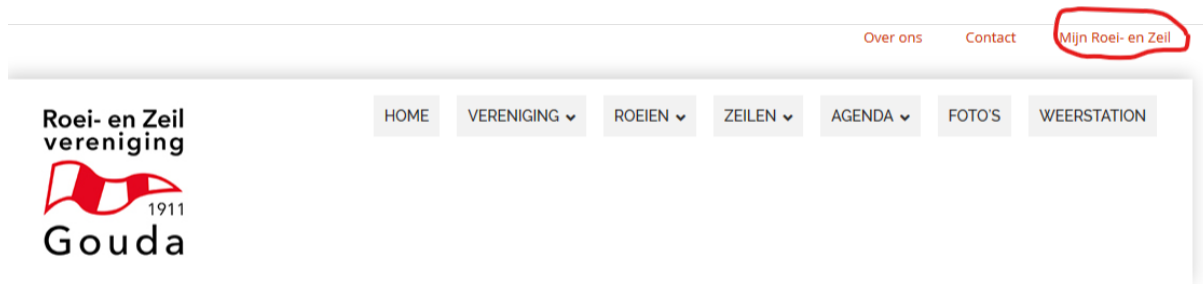 Over ons Contact Mijn Roei- en Zeil
HOME VERENIGING ROEIEN ZEILEN AGENDA FOTO'S WEERSTATION
Roei- en Zeil
vereniging
1911
Gouda